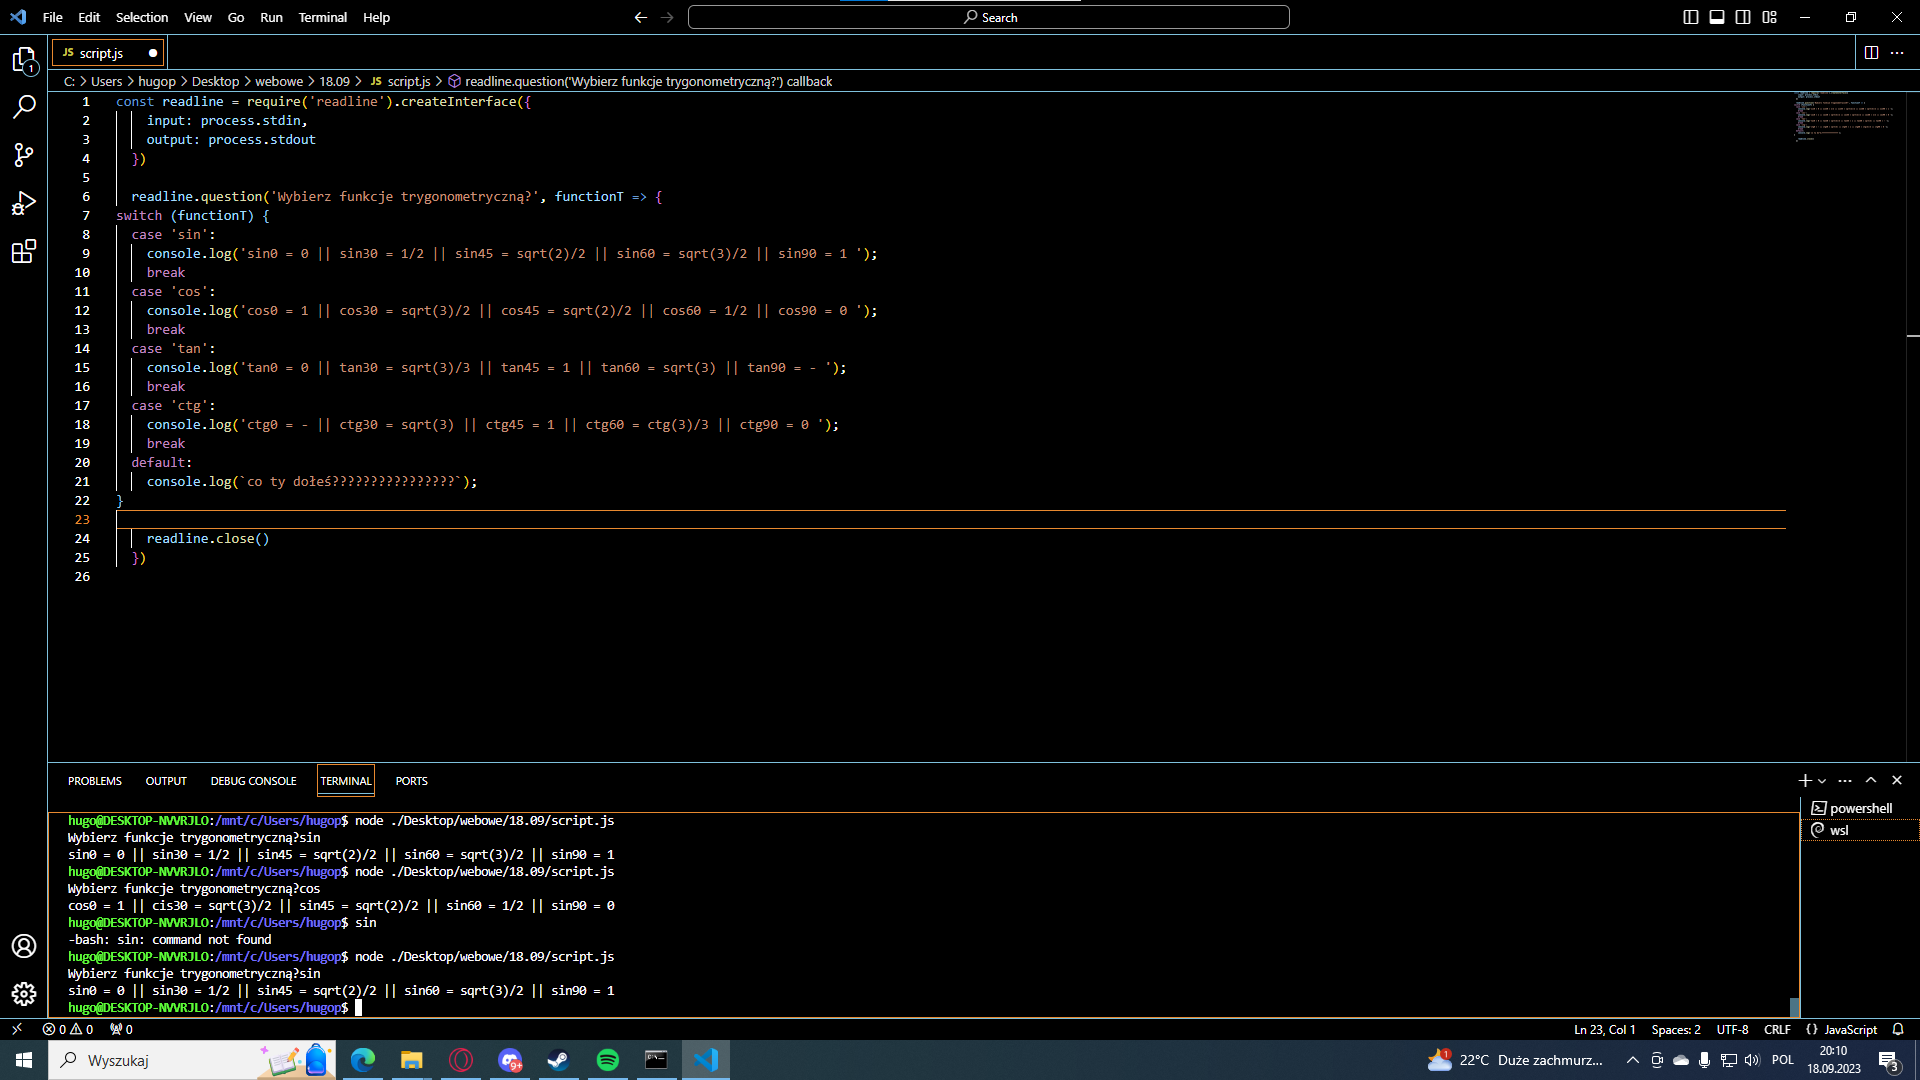 File Edit Selection View Go Run Terminal Help
Search
JS script.js
C: > Users > hugop > Desktop > webowe > 18.09 > JS script.js > readline.question('Wybierz funkcje trygonometryczną?') callback
1 const readline = require('readline').createInterface({
2 input: process.stdin,
3 output: process.stdout
4 })
5
6 readline.question('Wybierz funkcje trygonometryczną?', functionT => {
7 switch (functionT) {
8 case 'sin':
9 console.log('sin0 = 0 || sin30 = 1/2 || sin45 = sqrt(2)/2 || sin60 = sqrt(3)/2 || sin90 = 1 ');
10 break
11 case 'cos':
12 console.log('cos0 = 1 || cos30 = sqrt(3)/2 || cos45 = sqrt(2)/2 || cos60 = 1/2 || cos90 = 0 ');
13 break
14 case 'tan':
15 console.log('tan0 = 0 || tan30 = sqrt(3)/3 || tan45 = 1 || tan60 = sqrt(3) || tan90 = - ');
16 break
17 case 'ctg':
18 console.log('ctg0 = - || ctg30 = sqrt(3) || ctg45 = 1 || ctg60 = ctg(3)/3 || ctg90 = 0 ');
19 break
20 default:
21 console.log(`co ty dołeś????????????????`);
22 }
23
24 readline.close()
25 })
26
PROBLEMS OUTPUT DEBUG CONSOLE TERMINAL PORTS
powershell
wsl
hugo@DESKTOP-NVVRJLO:/mnt/c/Users/hugop$ node ./Desktop/webowe/18.09/script.js
Wybierz funkcje trygonometryczną?sin
sin0 = 0 || sin30 = 1/2 || sin45 = sqrt(2)/2 || sin60 = sqrt(3)/2 || sin90 = 1
hugo@DESKTOP-NVVRJLO:/mnt/c/Users/hugop$ node ./Desktop/webowe/18.09/script.js
Wybierz funkcje trygonometryczną?cos
cos0 = 1 || cis30 = sqrt(3)/2 || sin45 = sqrt(2)/2 || sin60 = 1/2 || sin90 = 0
hugo@DESKTOP-NVVRJLO:/mnt/c/Users/hugop$ sin
-bash: sin: command not found
hugo@DESKTOP-NVVRJLO:/mnt/c/Users/hugop$ node ./Desktop/webowe/18.09/script.js
Wybierz funkcje trygonometryczną?sin
sin0 = 0 || sin30 = 1/2 || sin45 = sqrt(2)/2 || sin60 = sqrt(3)/2 || sin90 = 1
hugo@DESKTOP-NVVRJLO:/mnt/c/Users/hugop$
0 0 0 Ln 23, Col 1 Spaces: 2 UTF-8 CRLF {} JavaScript
Wyszukaj 9+ 1 22°C Duże zachmurz... POL 20:10
18.09.2023 3